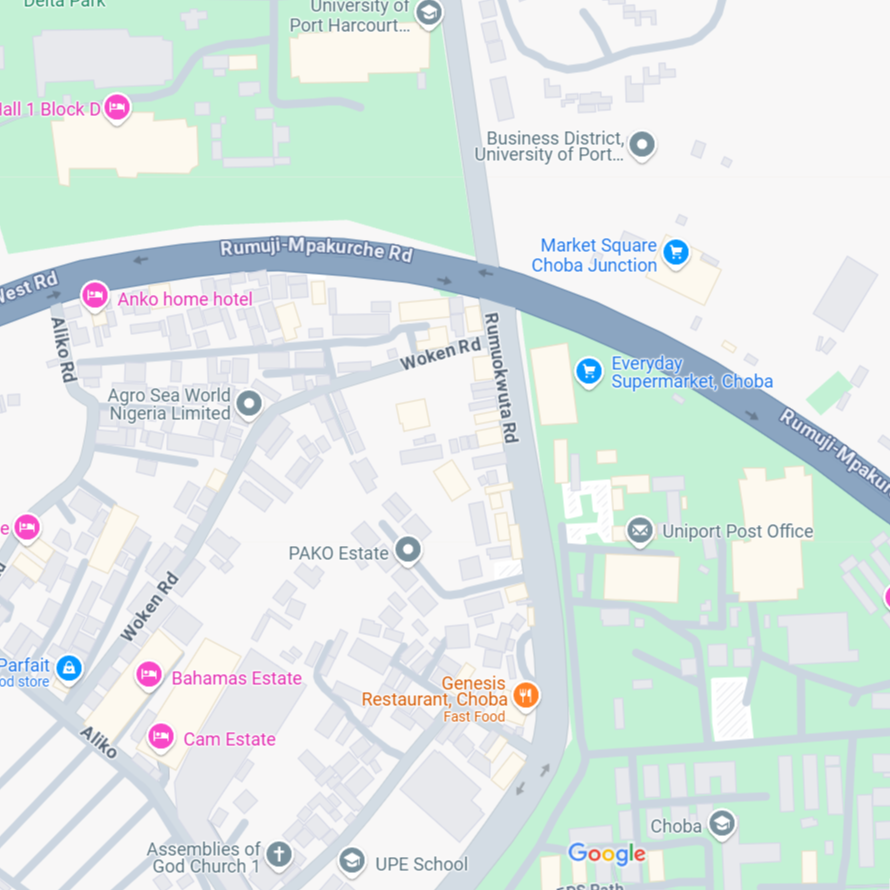 Delta Park
University of
Port Harcourt...
Hall 1 Block D
Business District,
University of Port...
Rumuji-Mpakurche Rd
Market Square
Choba Junction
West Rd
Anko home hotel
Aliko Rd
Woken Rd
Rumuokwuta Rd
Everyday
Supermarket, Choba
Agro Sea World
Nigeria Limited
Rumuji-Mpakur
Uniport Post Office
PAKO Estate
Woken Rd
Parfait
od store
Bahamas Estate
Genesis
Restaurant, Choba
Fast Food
Cam Estate
Aliko
Choba
Assemblies of
God Church 1
UPE School
Google